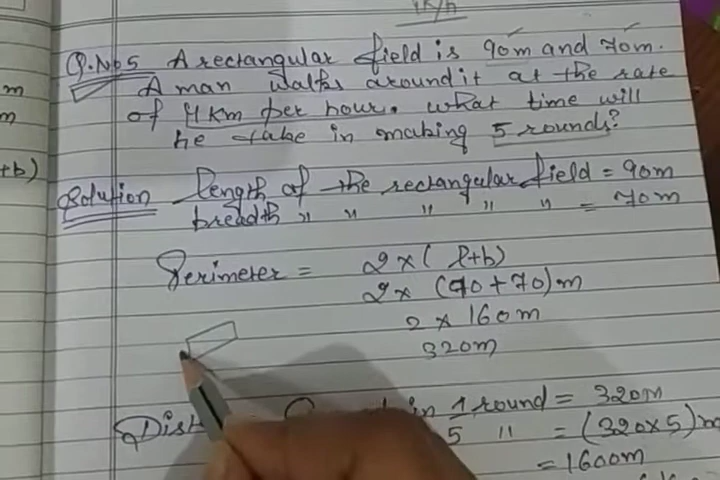 K/h
m
m
+b)
Q.No5 A rectangular field is 90m and 70m.
A man walks around it at the rate
of 4km per hour. What time will
he take in making 5 rounds?
Solution Length of the rectangular field = 90m
breadth " " " " " = 70m
Perimeter = 2×( l+b)
2× (90+70)m
2 × 160m
320m
in 1 round = 320m
5 " = (320×5)m
= 1600m